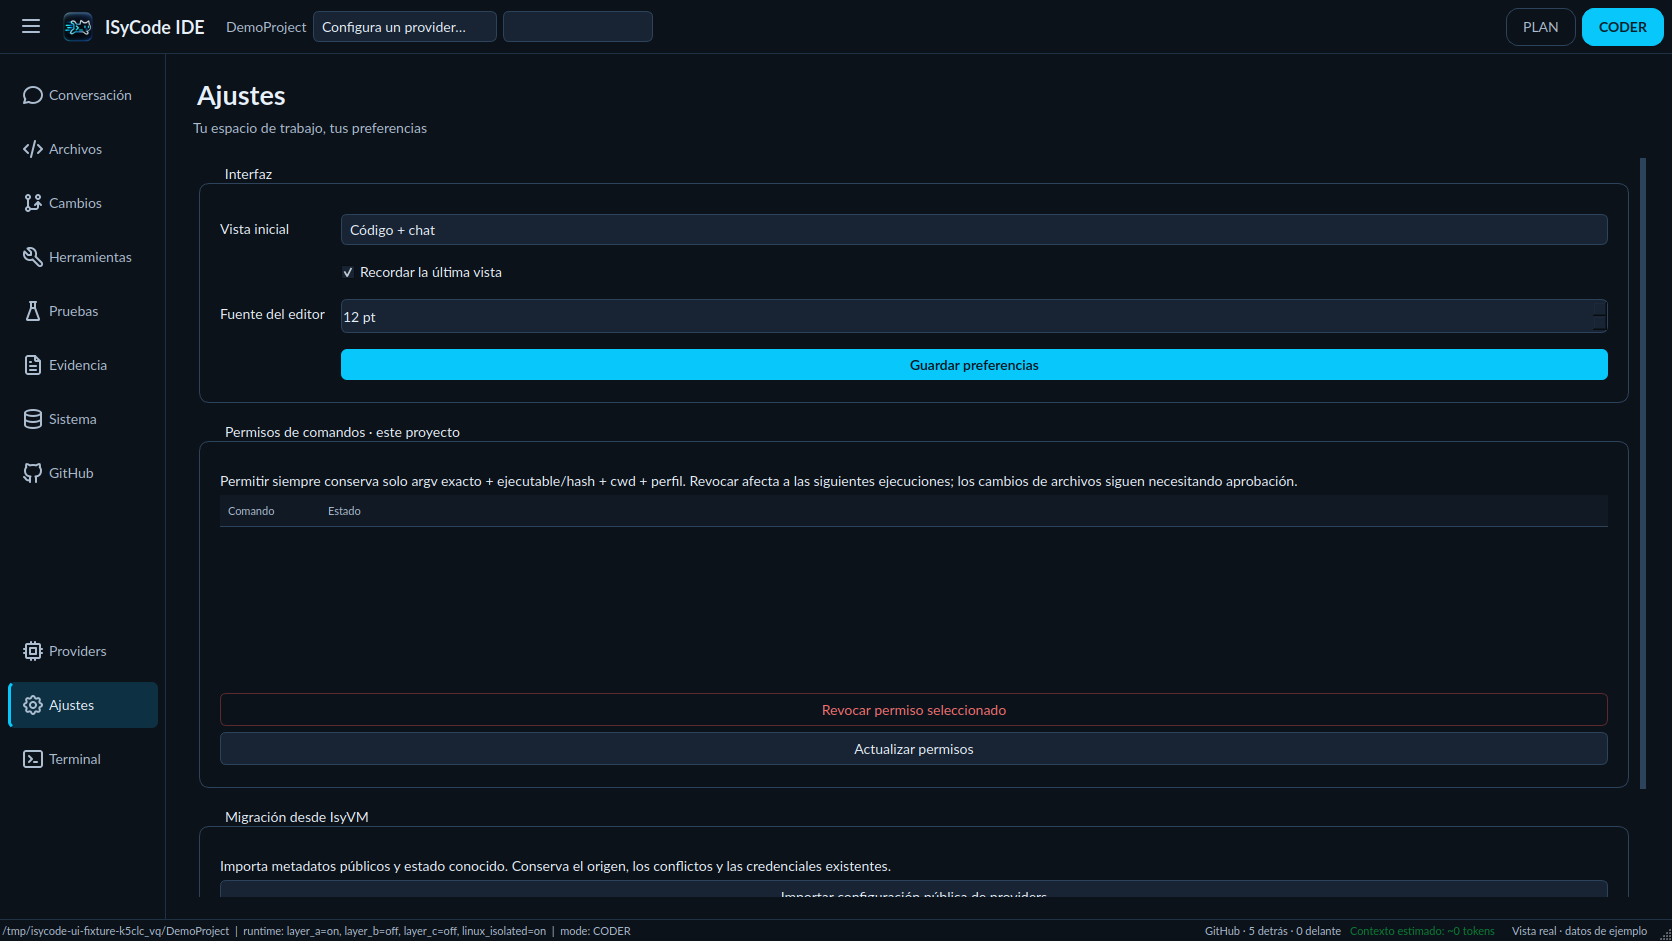 ISyCode IDE
DemoProject
Configura un provider...
PLAN
CODER
Conversación
Archivos
Cambios
Herramientas
Pruebas
Evidencia
Sistema
GitHub
Providers
Ajustes
Terminal
Ajustes
Tu espacio de trabajo, tus preferencias
Interfaz
Vista inicial
Código + chat
Recordar la última vista
Fuente del editor
12 pt
Guardar preferencias
Permisos de comandos · este proyecto
Permitir siempre conserva solo argv exacto + ejecutable/hash + cwd + perfil. Revocar afecta a las siguientes ejecuciones; los cambios de archivos siguen necesitando aprobación.
Comando
Estado
Revocar permiso seleccionado
Actualizar permisos
Migración desde IsyVM
Importa metadatos públicos y estado conocido. Conserva el origen, los conflictos y las credenciales existentes.
Importar configuración pública de providers
/tmp/isycode-ui-fixture-k5clc_vq/DemoProject | runtime: layer_a=on, layer_b=off, layer_c=off, linux_isolated=on | mode: CODER
GitHub · 5 detrás · 0 delante
Contexto estimado: ~0 tokens
Vista real · datos de ejemplo